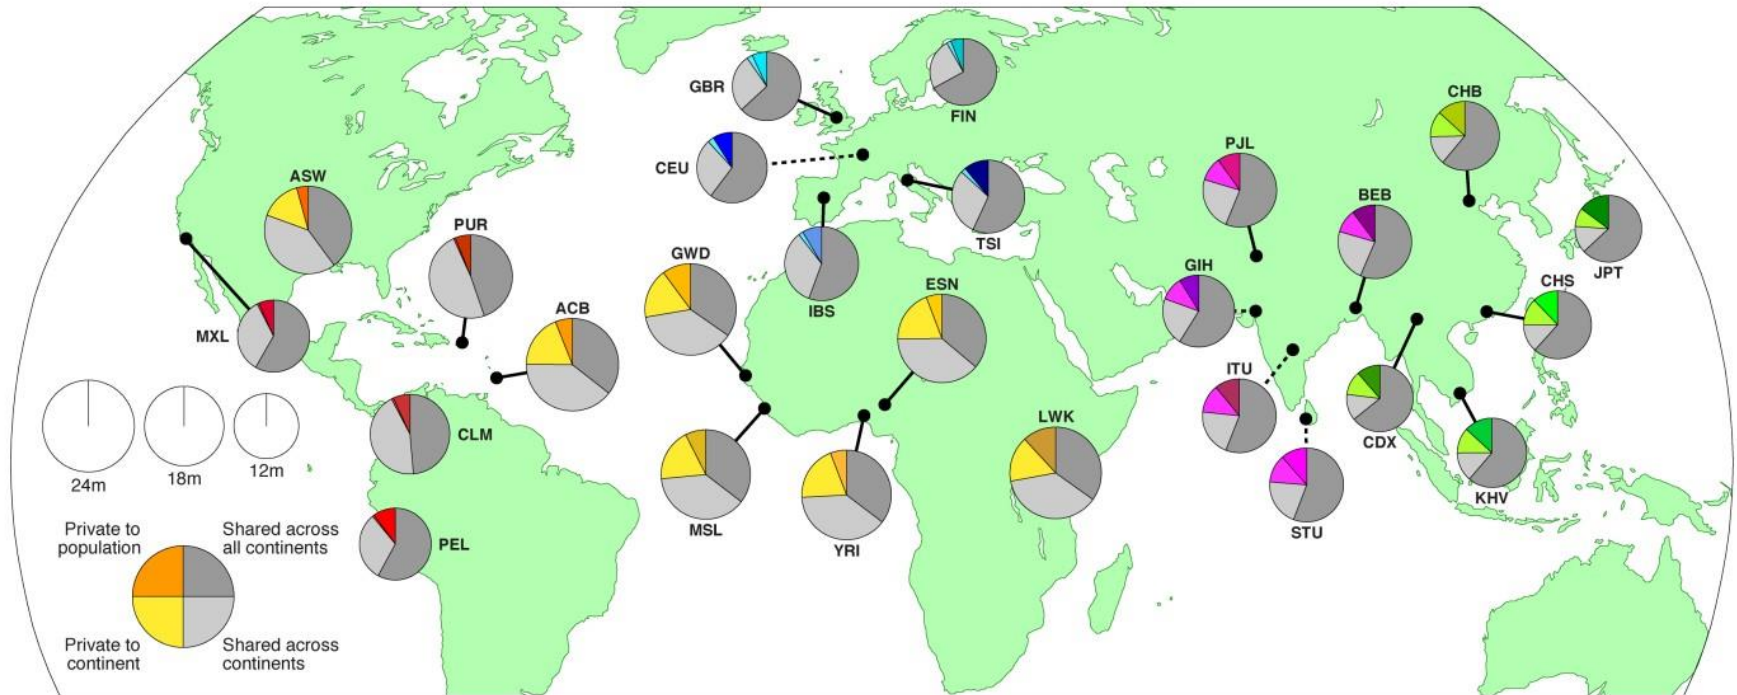 GBR
FIN
CHB
CEU
PJL
ASW
BEB
PUR
TSI
GWD
GIH
JPT
ESN
CHS
ACB
IBS
MXL
ITU
LWK
CLM
CDX
24m
18m
12m
KHV
MSL
STU
YRI
PEL
Private to
population
Shared across
all continents
Private to
continent
Shared across
continents